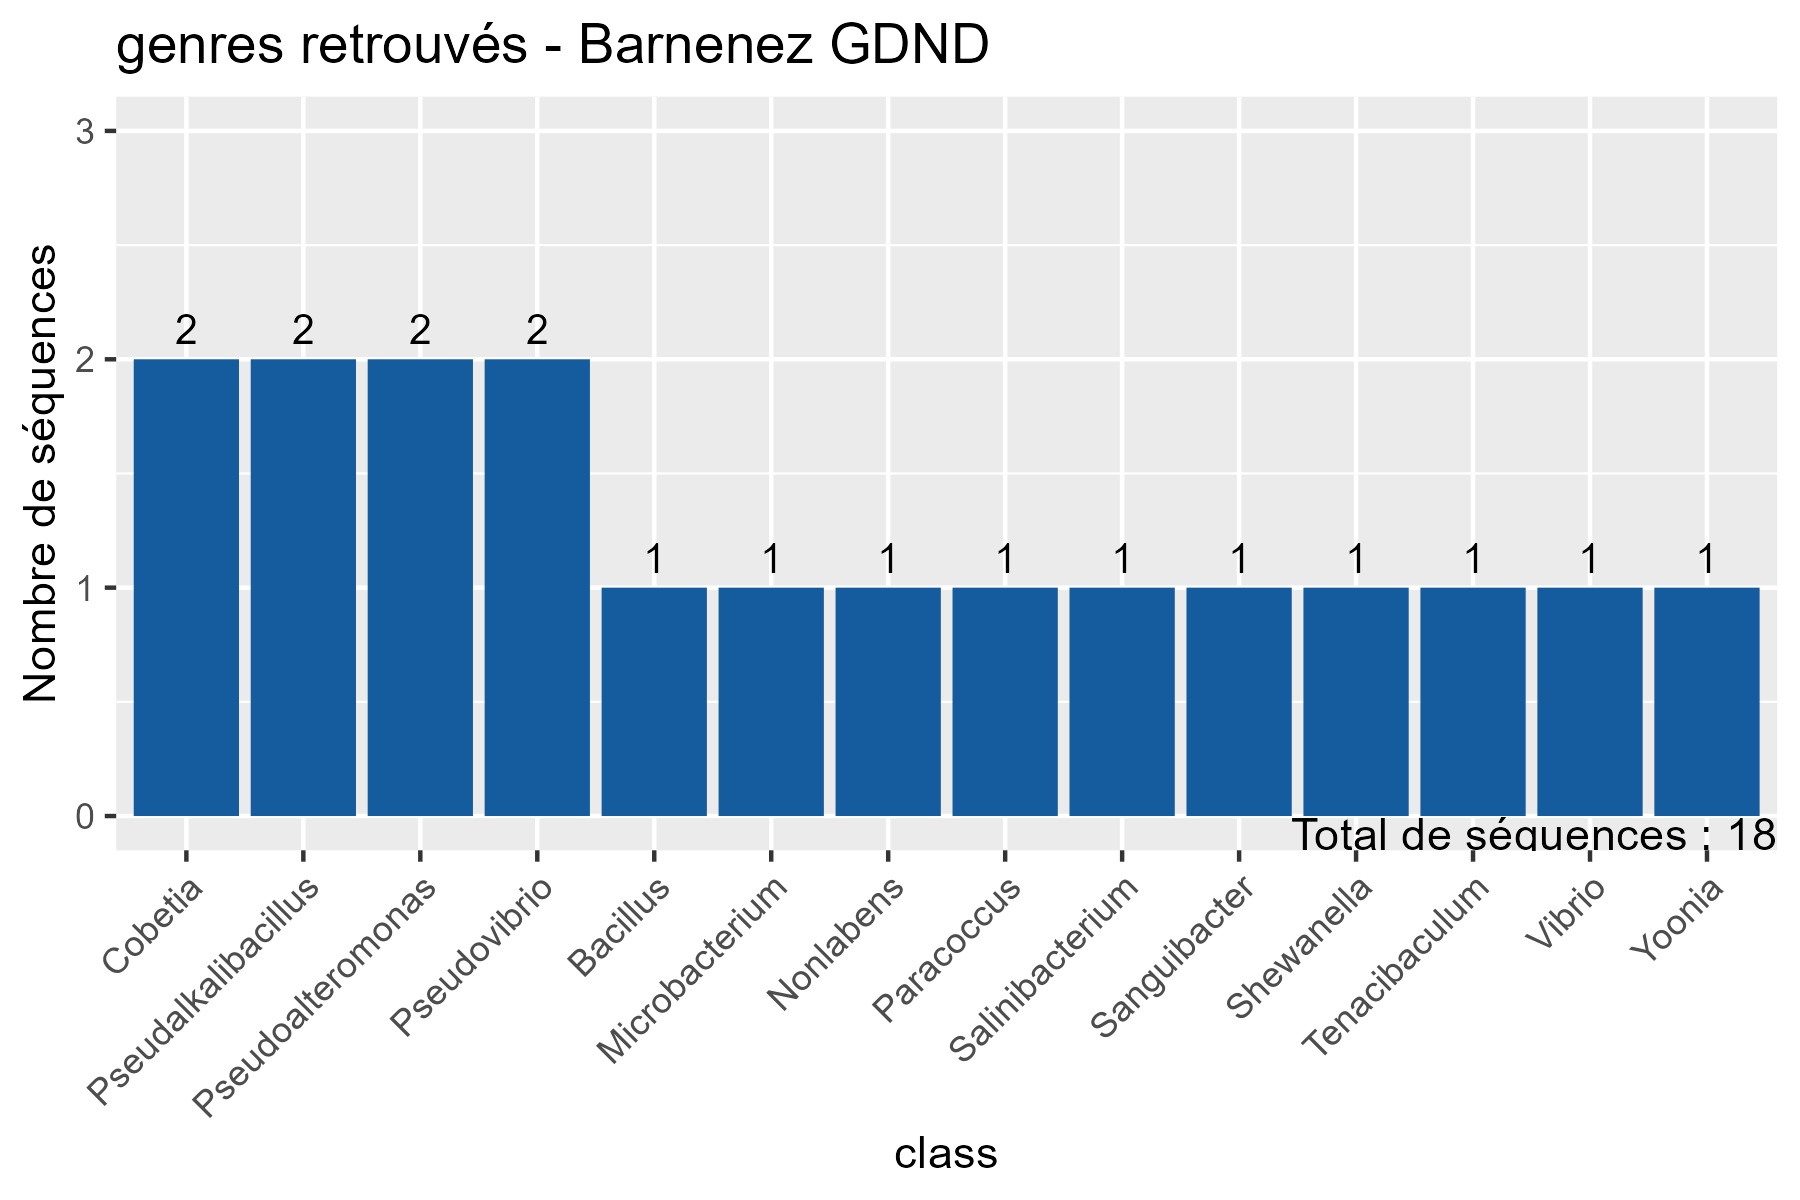 genres retrouvés - Barnenez GDND
Nombre de séquences
3
2
1
0
2 2 2 2 1 1 1 1 1 1 1 1 1 1
Total de séquences : 18
Cobetia
Pseudalkalibacillus
Pseudoalteromonas
Pseudovibrio
Bacillus
Microbacterium
Nonlabens
Paracoccus
Salinibacterium
Sanguibacter
Shewanella
Tenacibaculum
Vibrio
Yoonia
class